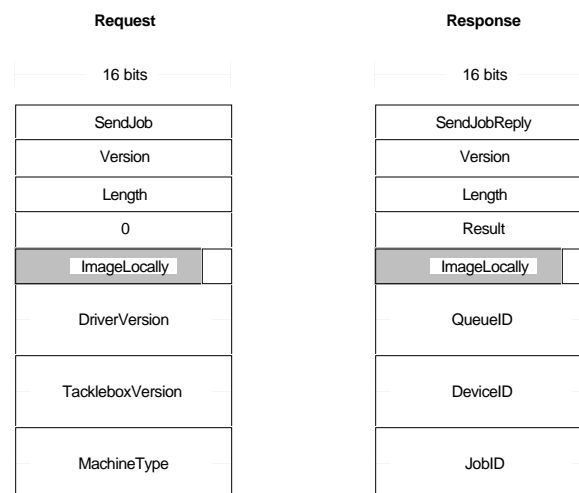 Request
16 bits
SendJob
Version
Length
0
ImageLocally
DriverVersion
TackleboxVersion
MachineType
Response
16 bits
SendJobReply
Version
Length
Result
ImageLocally
QueueID
DeviceID
JobID